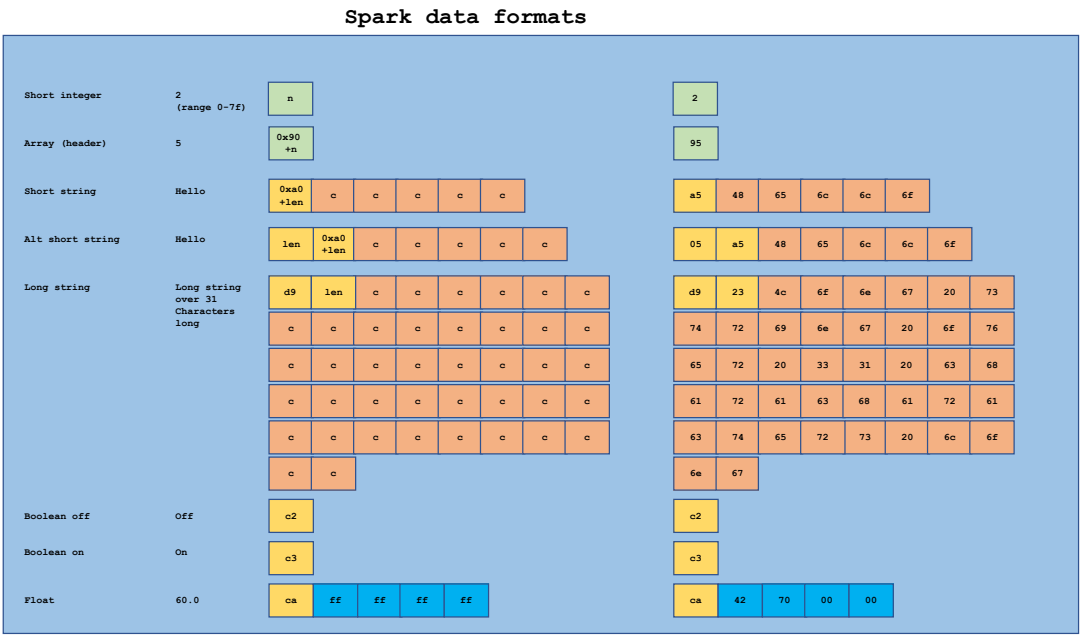 Spark data formats
Short integer 2 n 2
(range 0-7f)
Array (header) 5 0x90 95
+n
Short string Hello 0xa0 c c c c c a5 48 65 6c 6c 6f
+len
Alt short string Hello len 0xa0 c c c c c 05 a5 48 65 6c 6c 6f
+len
Long string Long string d9 len c c c c c c d9 23 4c 6f 6e 67 20 73
over 31
Characters
long c c c c c c c c 74 72 69 6e 67 20 6f 76
c c c c c c c c 65 72 20 33 31 20 63 68
c c c c c c c c 61 72 61 63 68 61 72 61
c c c c c c c c 63 74 65 72 73 20 6c 6f
c c 6e 67
Boolean off Off c2 c2
Boolean on On c3 c3
Float 60.0 ca ff ff ff ff ca 42 70 00 00